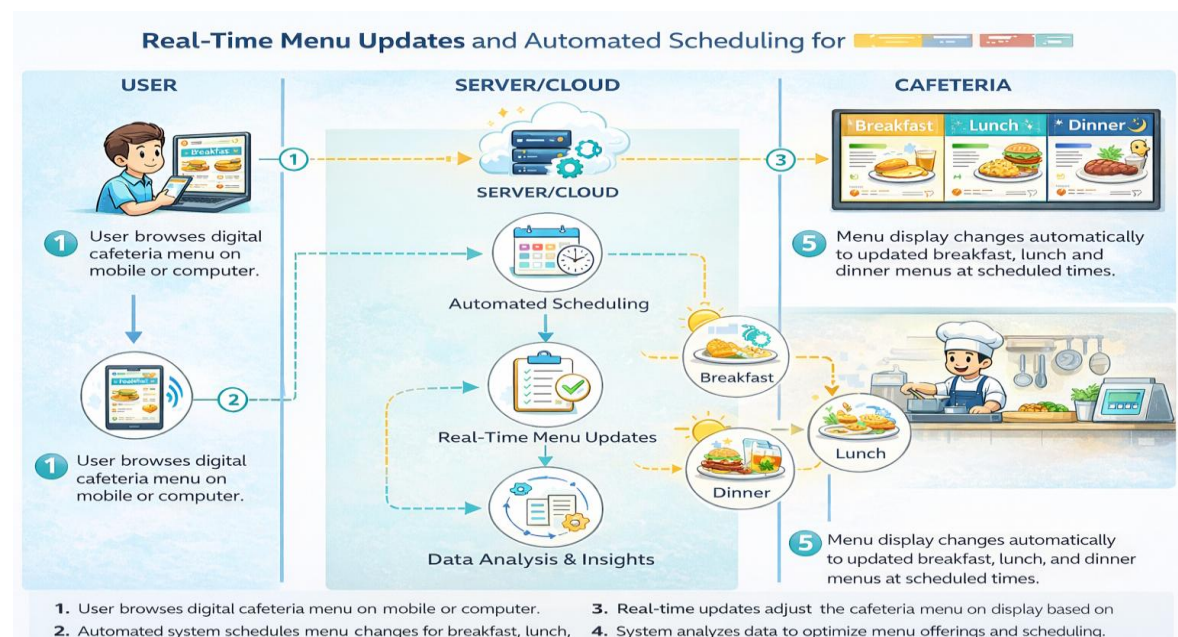 Real-Time Menu Updates and Automated Scheduling for
USER
SERVER/CLOUD
CAFETERIA
Breakfast
1
SERVER/CLOUD
3
Breakfast
Lunch
Dinner
1 User browses digital
cafeteria menu on
mobile or computer.
Automated Scheduling
5 Menu display changes automatically
to updated breakfast, lunch and
dinner menus at scheduled times.
2
Real-Time Menu Updates
Breakfast
Lunch
Dinner
1 User browses digital
cafeteria menu on
mobile or computer.
Data Analysis & Insights
5 Menu display changes automatically
to updated breakfast, lunch, and dinner
menus at scheduled times.
1. User browses digital cafeteria menu on mobile or computer.
2. Automated system schedules menu changes for breakfast, lunch,
3. Real-time updates adjust the cafeteria menu on display based on
4. System analyzes data to optimize menu offerings and scheduling.